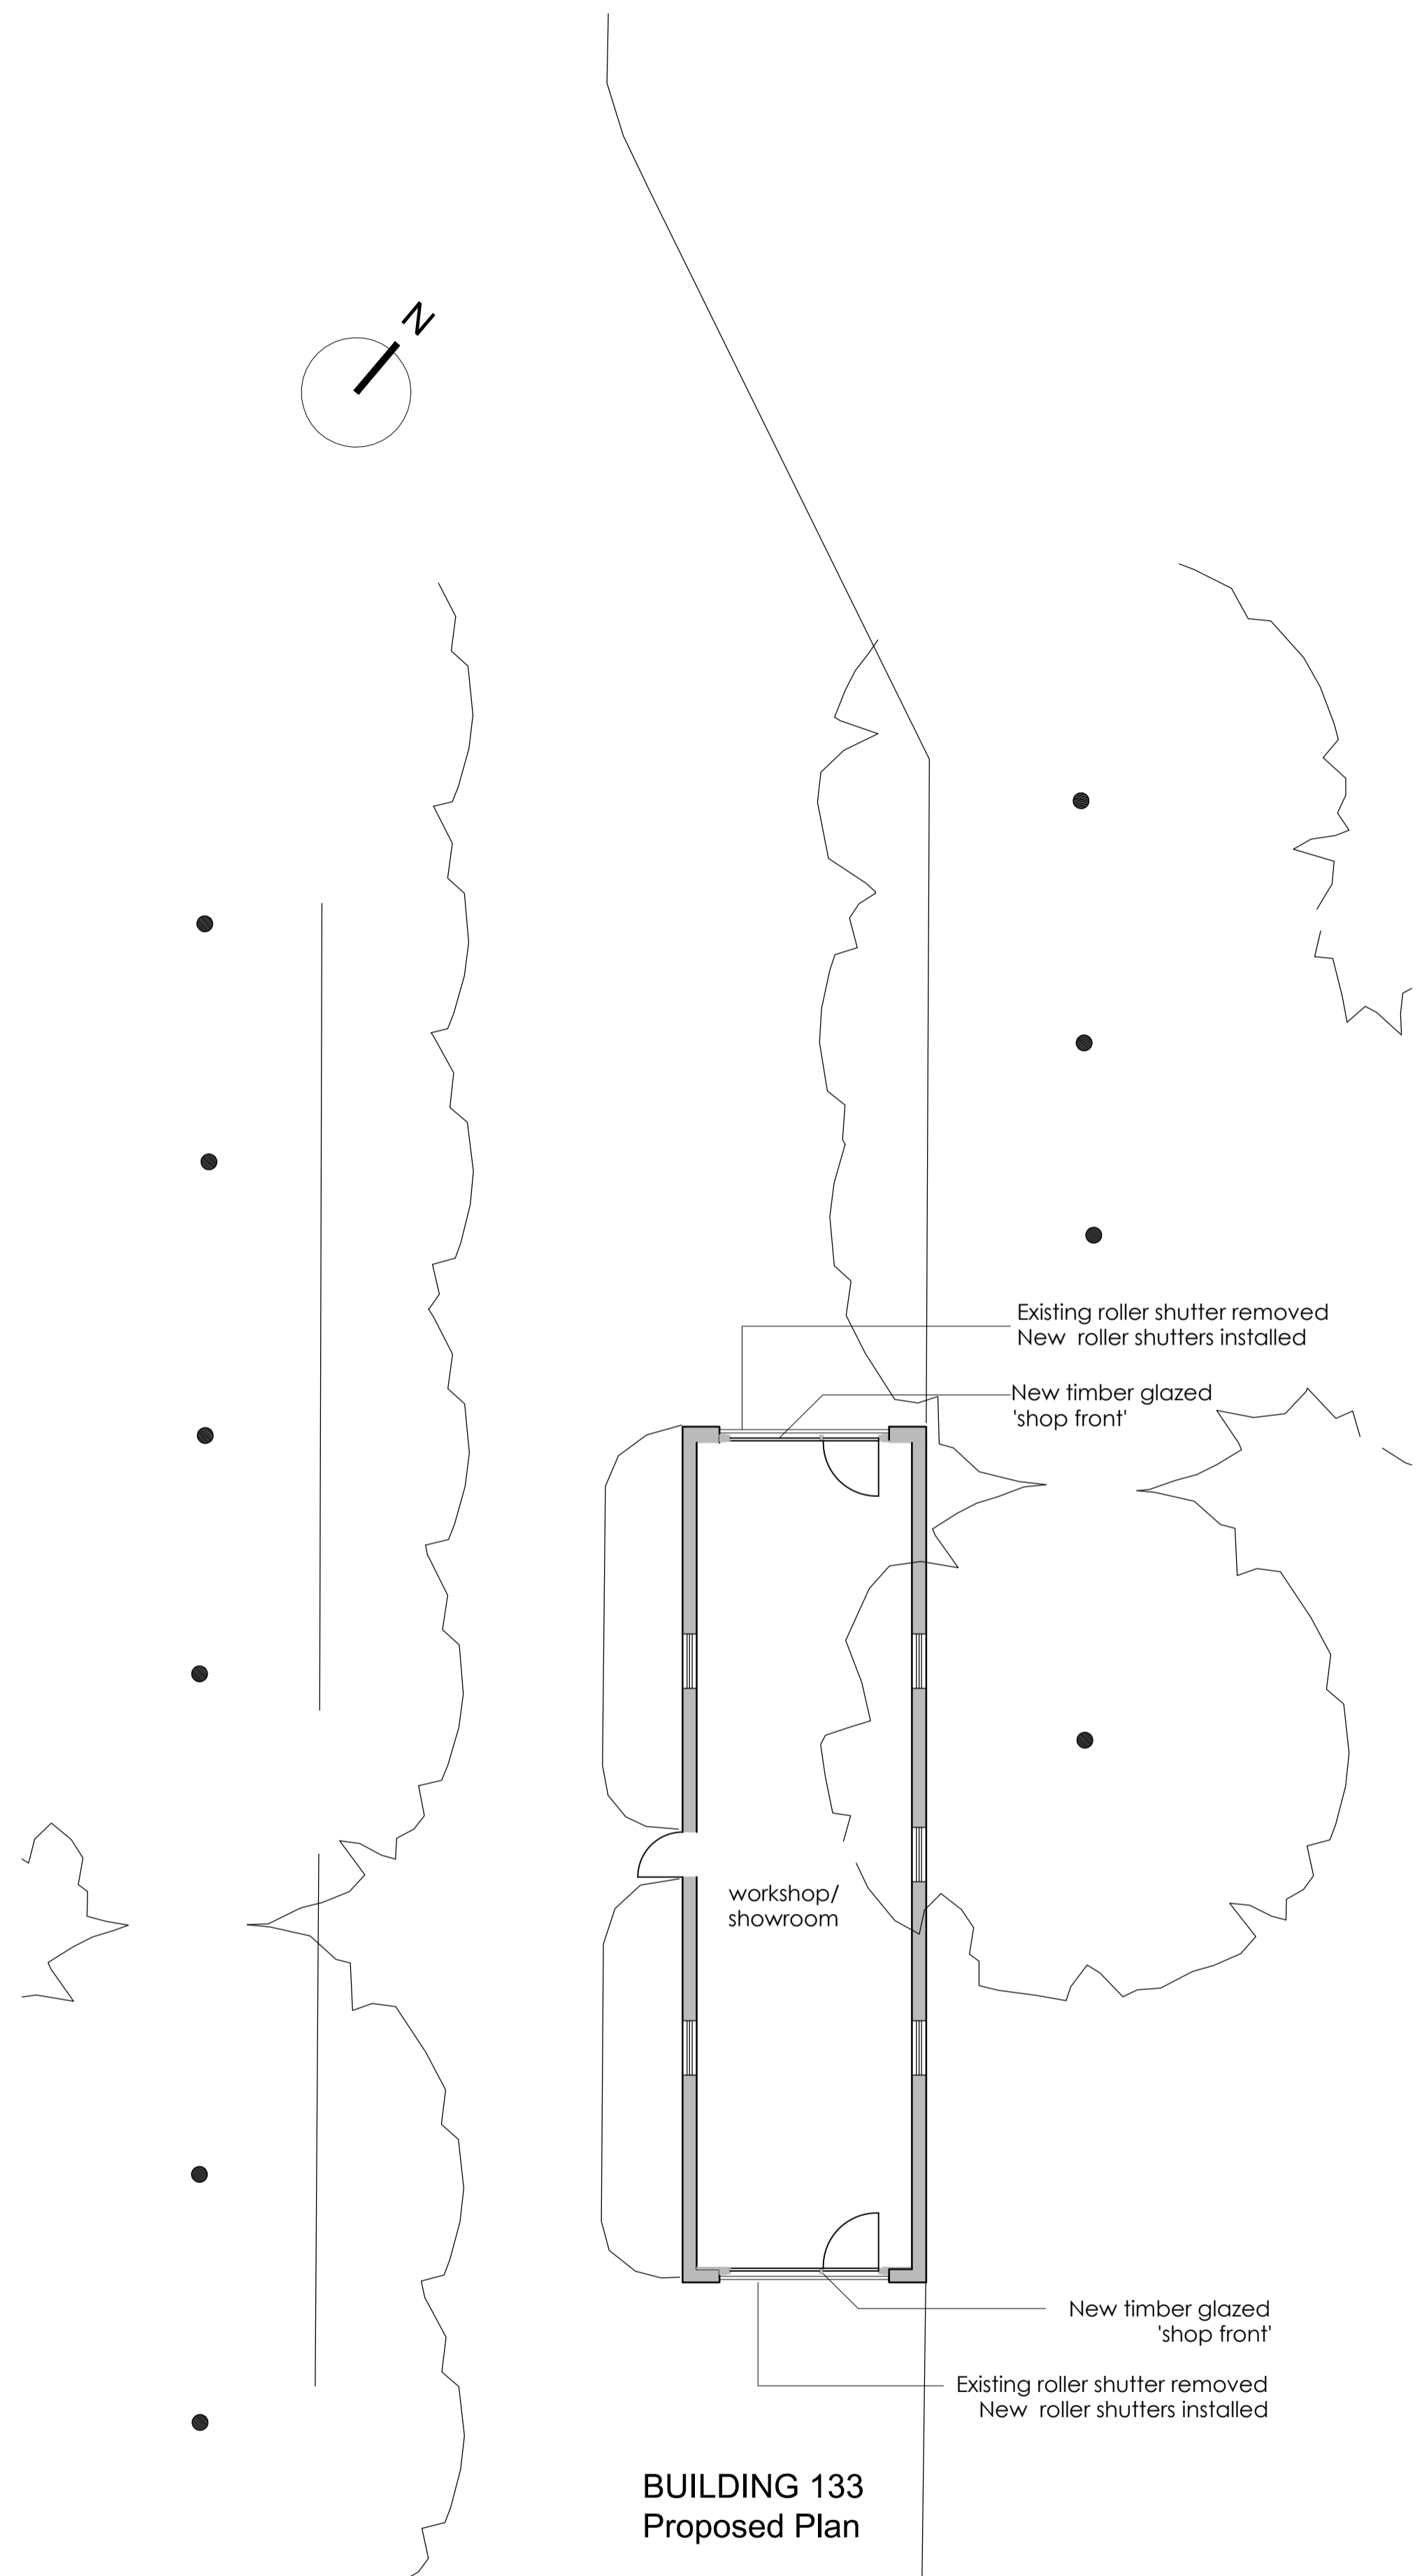 N
Existing roller shutter removed
New roller shutters installed
New timber glazed
'shop front'
workshop/
showroom
New timber glazed
'shop front'
Existing roller shutter removed
New roller shutters installed
BUILDING 133
Proposed Plan